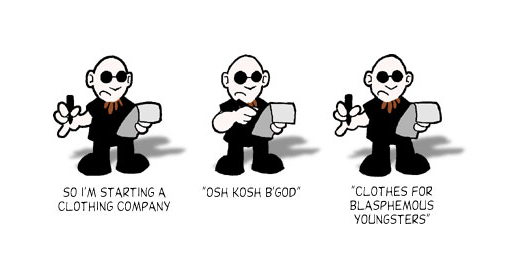 SO I'M STARTING A
CLOTHING COMPANY
"OSH KOSH B'GOD"
"CLOTHES FOR
BLASPHEMOUS
YOUNGSTERS"